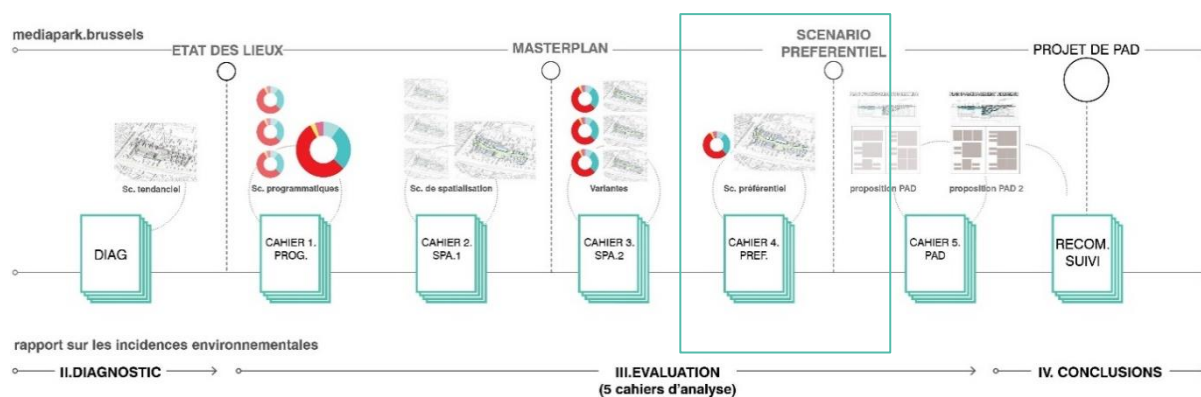 mediapark.brussels
ETAT DES LIEUX
MASTERPLAN
SCENARIO
PREFERENTIEL
PROJET DE PAD
Sc. tendanciel
Sc. programmatiques
Sc. de spatialisation
Variantes
Sc. préférentiel
proposition PAD
proposition PAD 2
DIAG
CAHIER 1.
PROG.
CAHIER 2.
SPA.1
CAHIER 3.
SPA.2
CAHIER 4.
PREF.
CAHIER 5.
PAD
RECOM.
SUIVI
rapport sur les incidences environnementales
II.DIAGNOSTIC
III.EVALUATION
(5 cahiers d'analyse)
IV. CONCLUSIONS